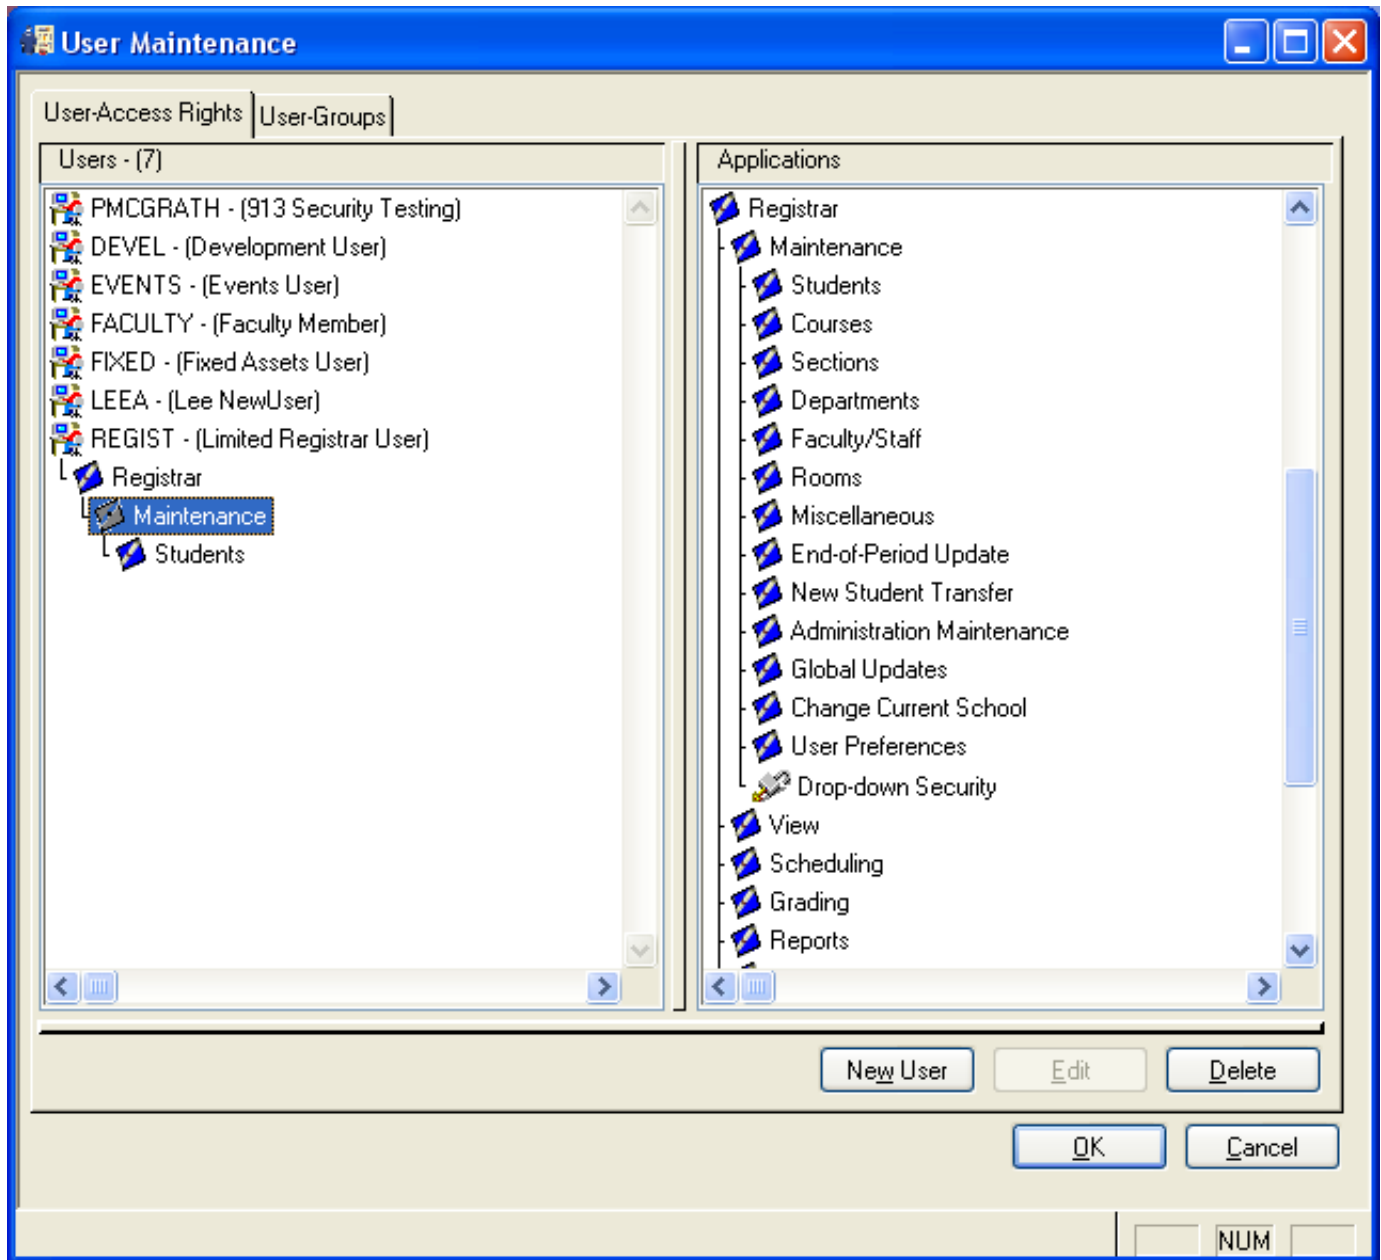 User Maintenance
User-Access Rights
User-Groups
Users - (7)
PMCGRATH - (913 Security Testing)
DEVEL - (Development User)
EVENTS - (Events User)
FACULTY - (Faculty Member)
FIXED - (Fixed Assets User)
LEEA - (Lee NewUser)
REGIST - (Limited Registrar User)
Registrar
Maintenance
Students
Applications
Registrar
Maintenance
Students
Courses
Sections
Departments
Faculty/Staff
Rooms
Miscellaneous
End-of-Period Update
New Student Transfer
Administration Maintenance
Global Updates
Change Current School
User Preferences
Drop-down Security
View
Scheduling
Grading
Reports
New User
Edit
Delete
OK
Cancel
NUM